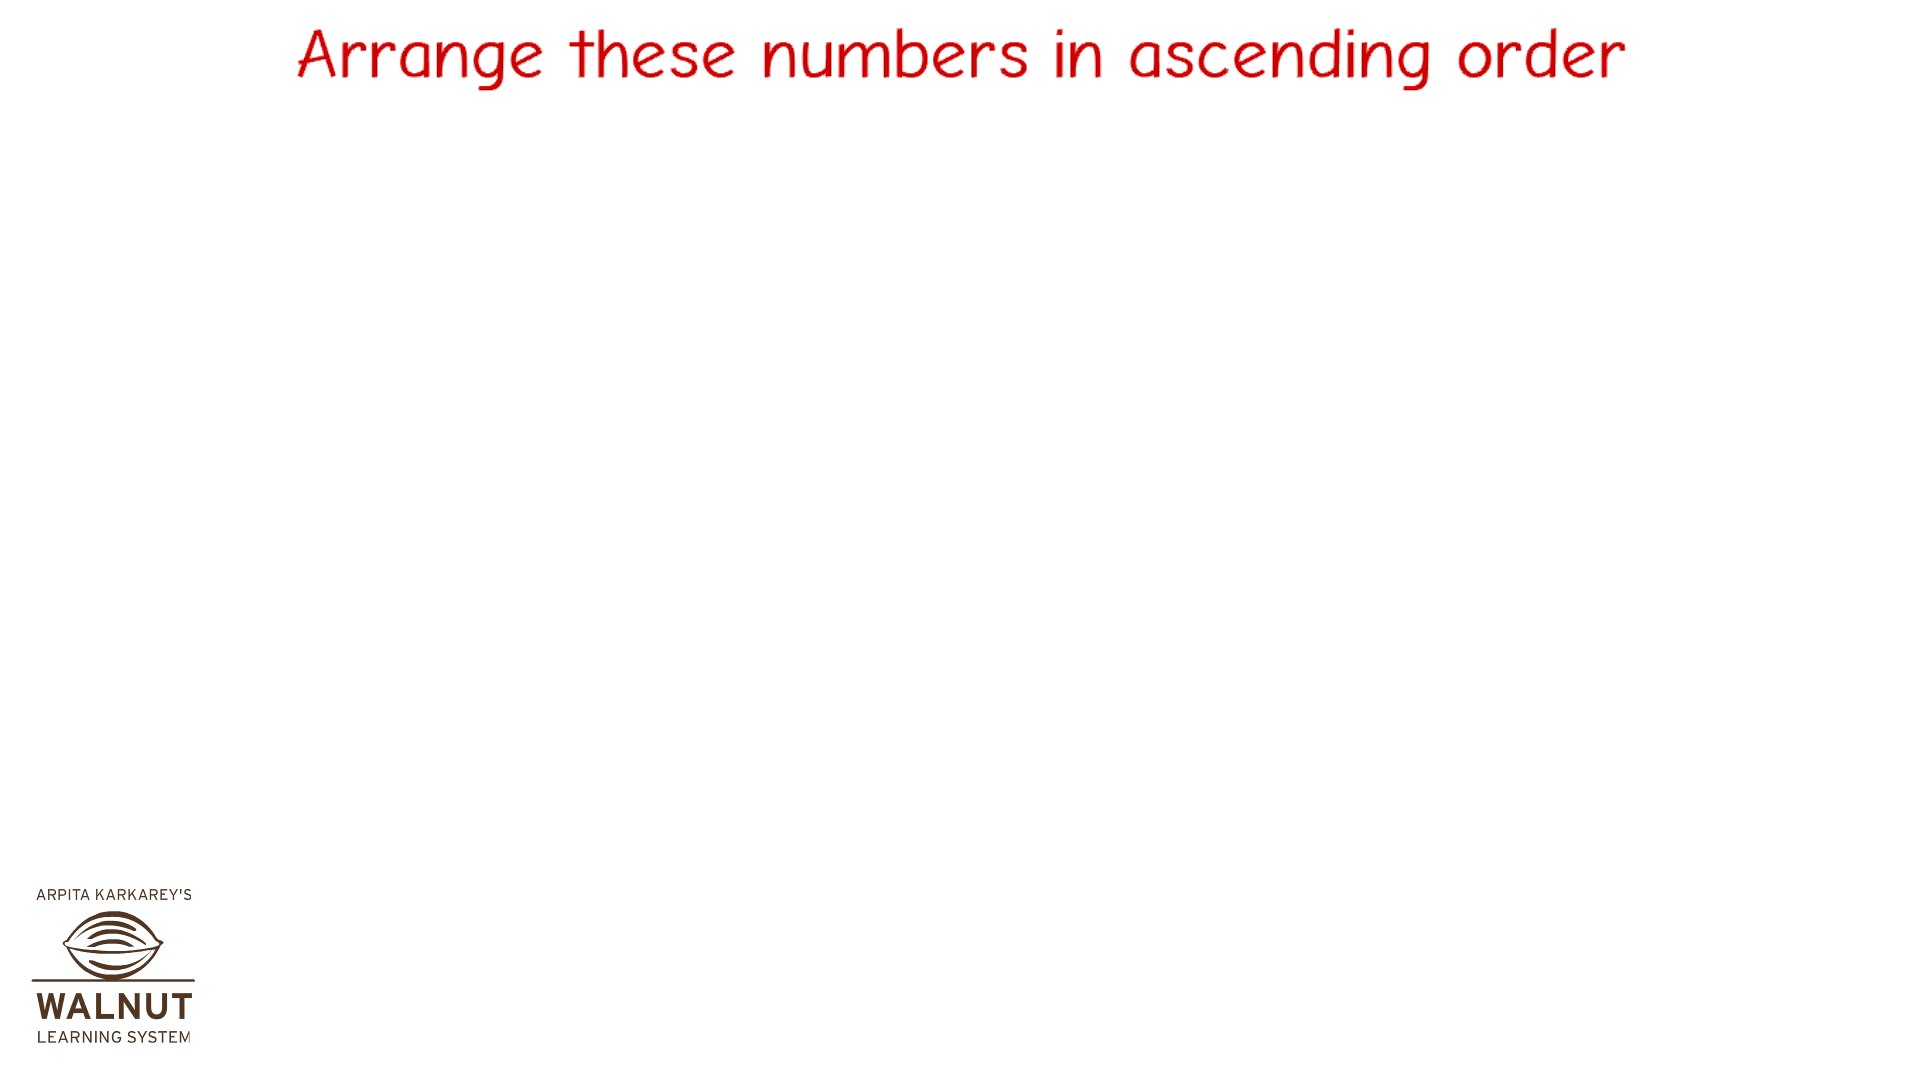 Arrange these numbers in ascending order
ARPITA KARKAREY'S
WALNUT
LEARNING SYSTEM